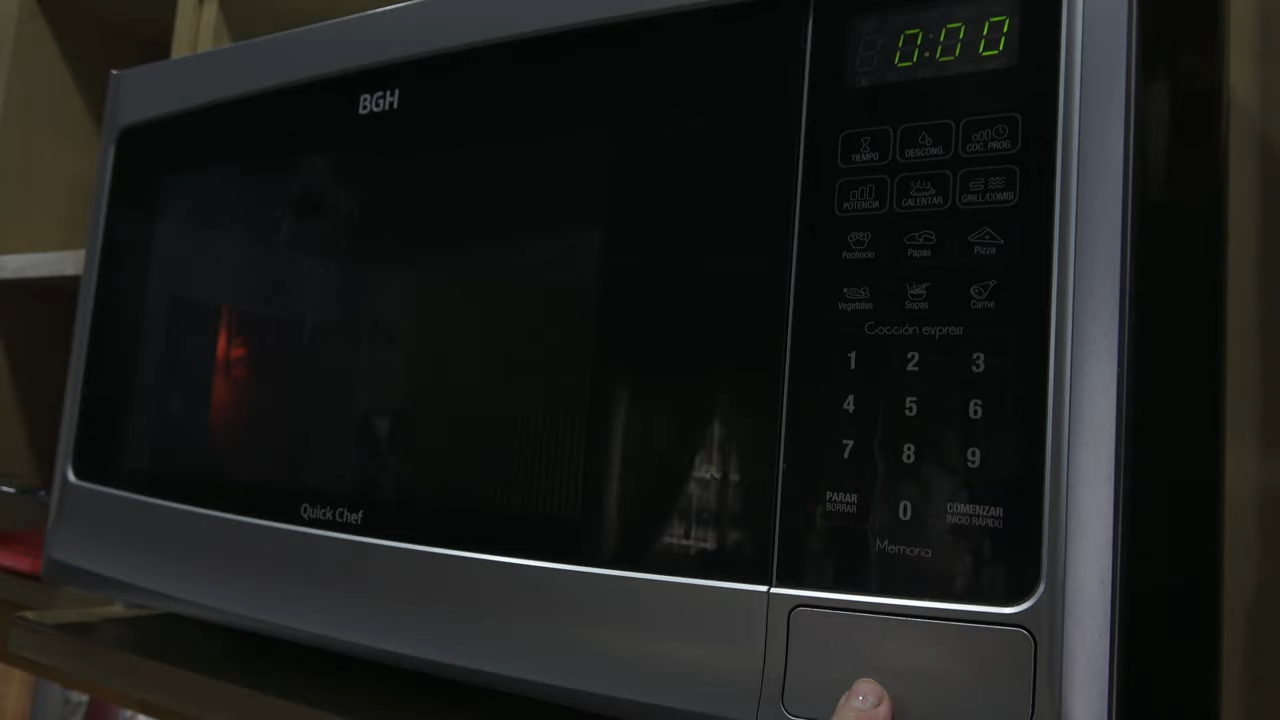 BGH
0:00
TIEMPO
DESCONG.
COC. PROG.
POTENCIA
CALENTAR
GRILL/COMBI
Pochoclo
Papas
Pizza
Vegetales
Sopas
Carne
Cocción express
1 2 3
4 5 6
7 8 9
PARAR
BORRAR
0
COMENZAR
INICIO RÁPIDO
Memoria
Quick Chef